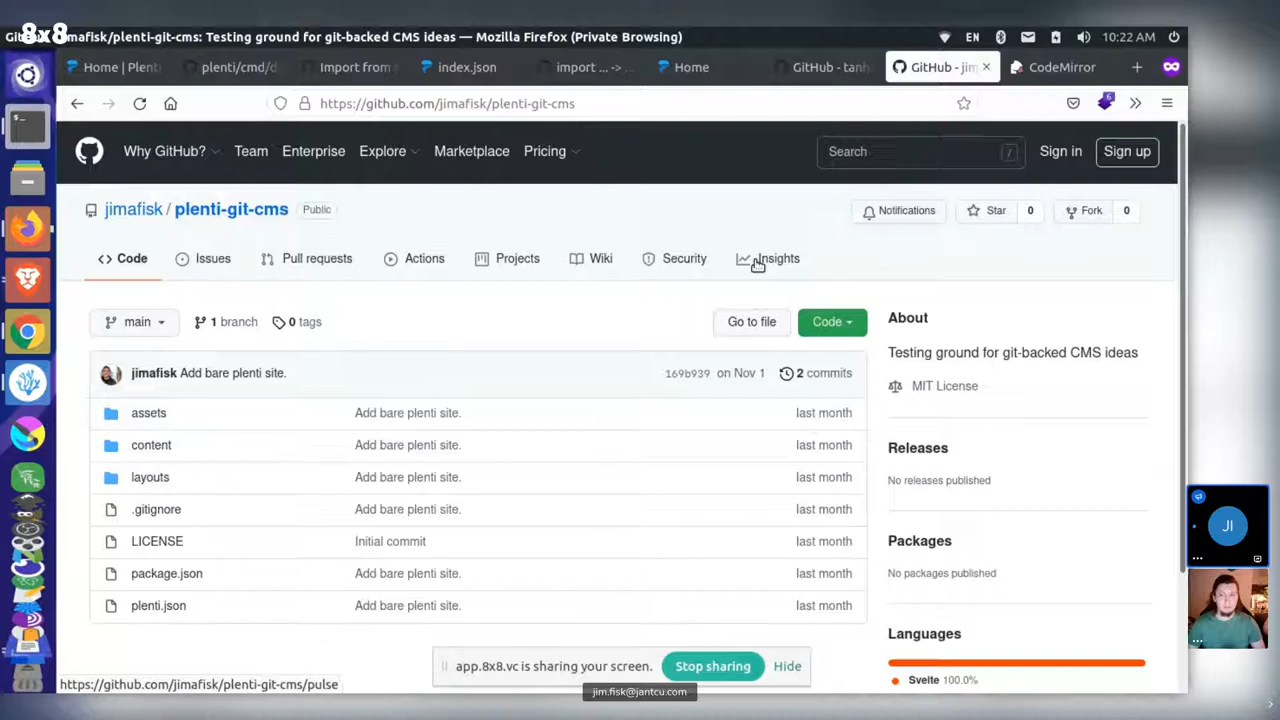 8x8
jimafisk/plenti-git-cms: Testing ground for git-backed CMS ideas — Mozilla Firefox (Private Browsing)
EN
10:22 AM
Home | Plenti
plenti/cmd/d
Import from
index.json
import ... ->
Home
GitHub - tanh
GitHub - jim
CodeMirror
https://github.com/jimafisk/plenti-git-cms
6
Why GitHub?
Team
Enterprise
Explore
Marketplace
Pricing
Search
/
Sign in
Sign up
jimafisk / plenti-git-cms
Public
Notifications
Star
0
Fork
0
<> Code
Issues
Pull requests
Actions
Projects
Wiki
Security
Insights
main
1 branch
0 tags
Go to file
Code
About
Testing ground for git-backed CMS ideas
MIT License
jimafisk Add bare plenti site.
169b939 on Nov 1
2 commits
assets
Add bare plenti site.
last month
content
Add bare plenti site.
last month
layouts
Add bare plenti site.
last month
.gitignore
Add bare plenti site.
last month
LICENSE
Initial commit
last month
package.json
Add bare plenti site.
last month
plenti.json
Add bare plenti site.
last month
Releases
No releases published
Packages
No packages published
Languages
Svelte 100.0%
JI
app.8x8.vc is sharing your screen.
Stop sharing
Hide
https://github.com/jimafisk/plenti-git-cms/pulse
jim.fisk@jantcu.com